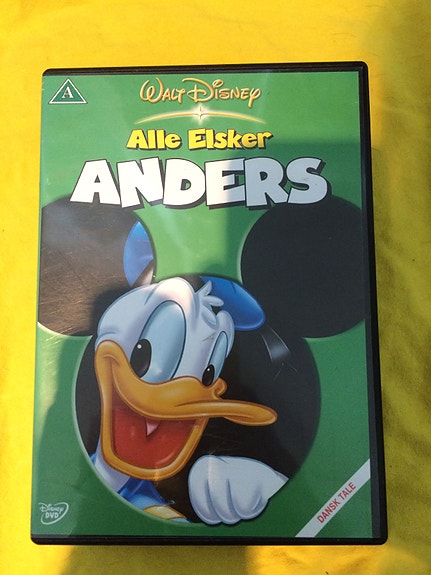 A
WALT DISNEY
Alle Elsker
ANDERS
DANSK TALE
Disney
DVD